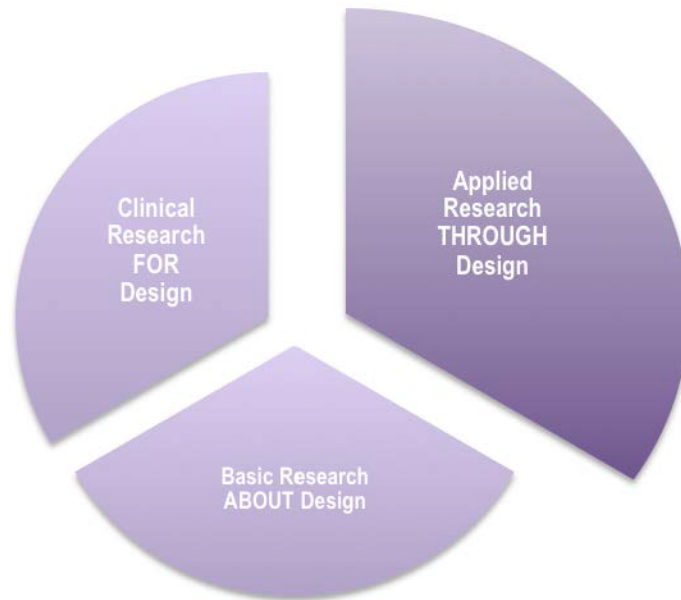 Clinical
Research
FOR
Design
Applied
Research
THROUGH
Design
Basic Research
ABOUT Design